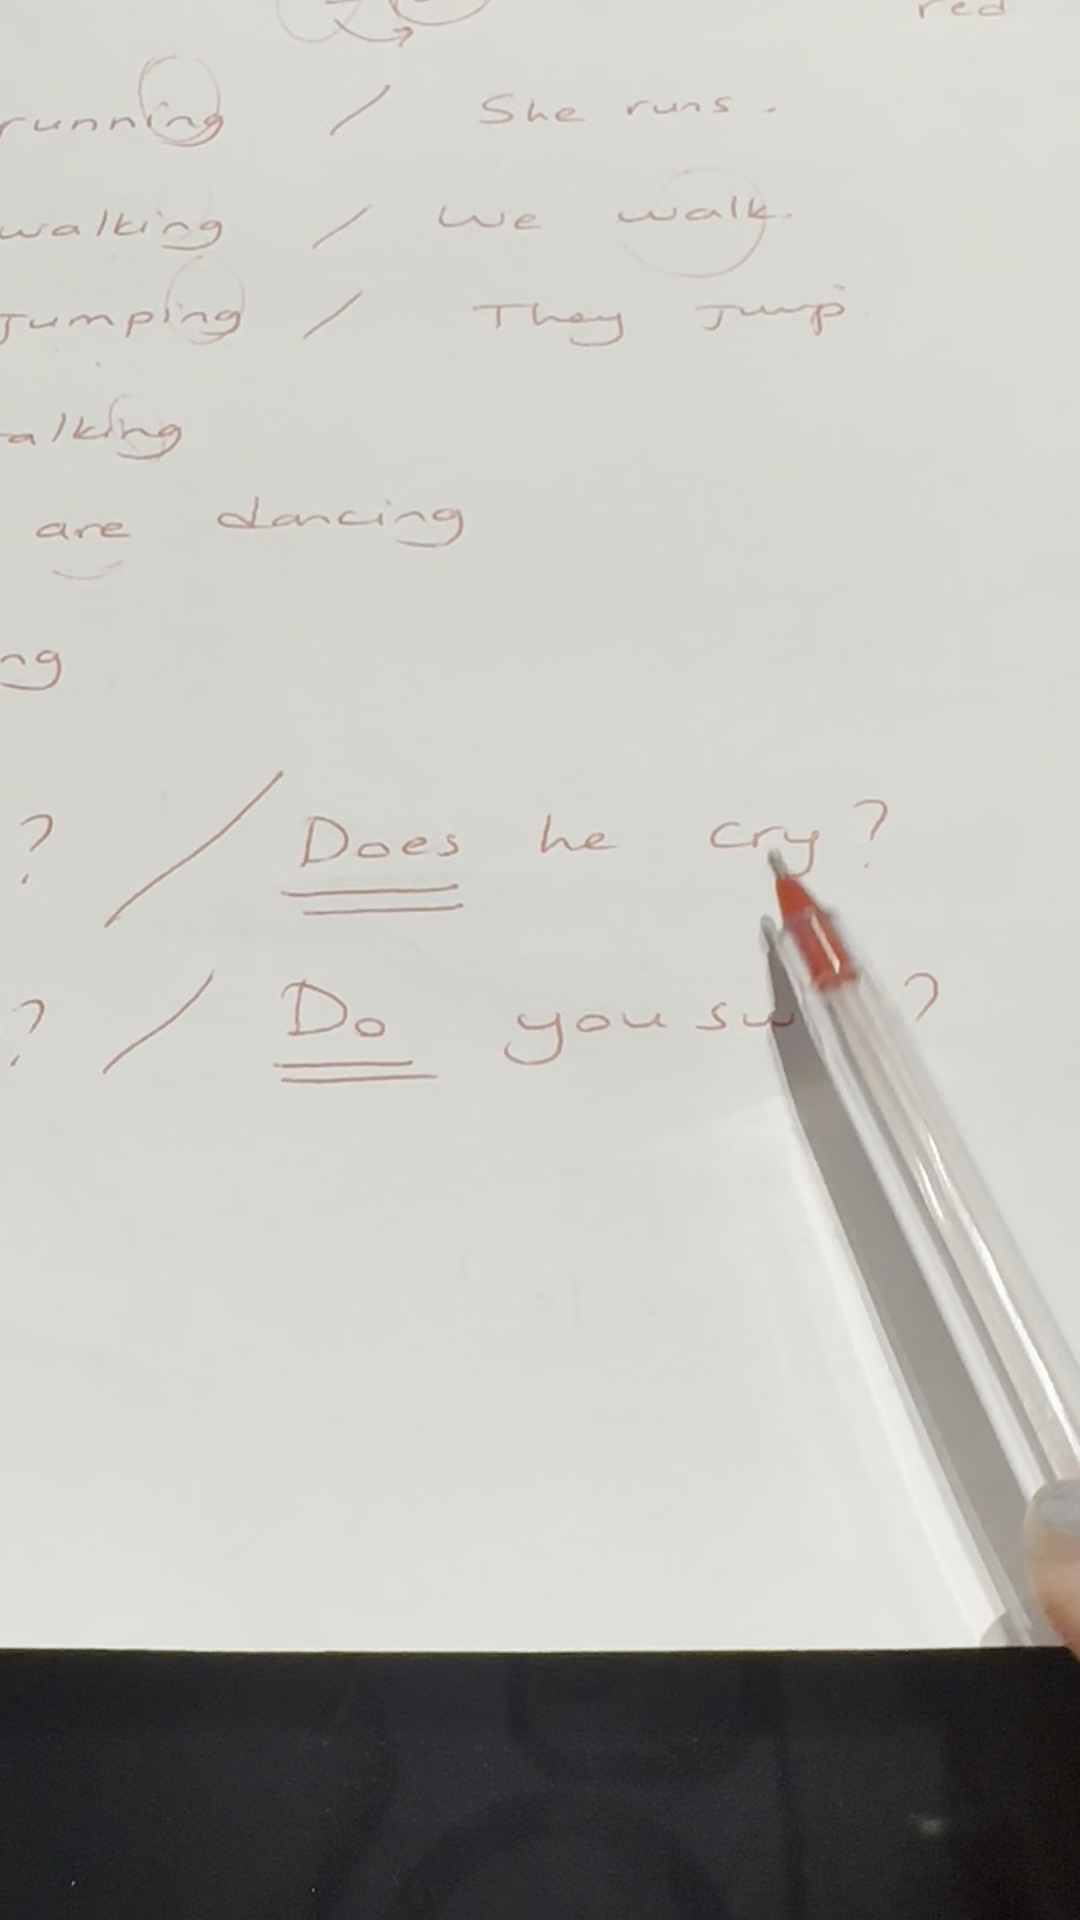 red
running / She runs.
walking / We walk.
Jumping / They Jump
alking
are dancing
ng
? / Does he cry?
? / Do you sw ?